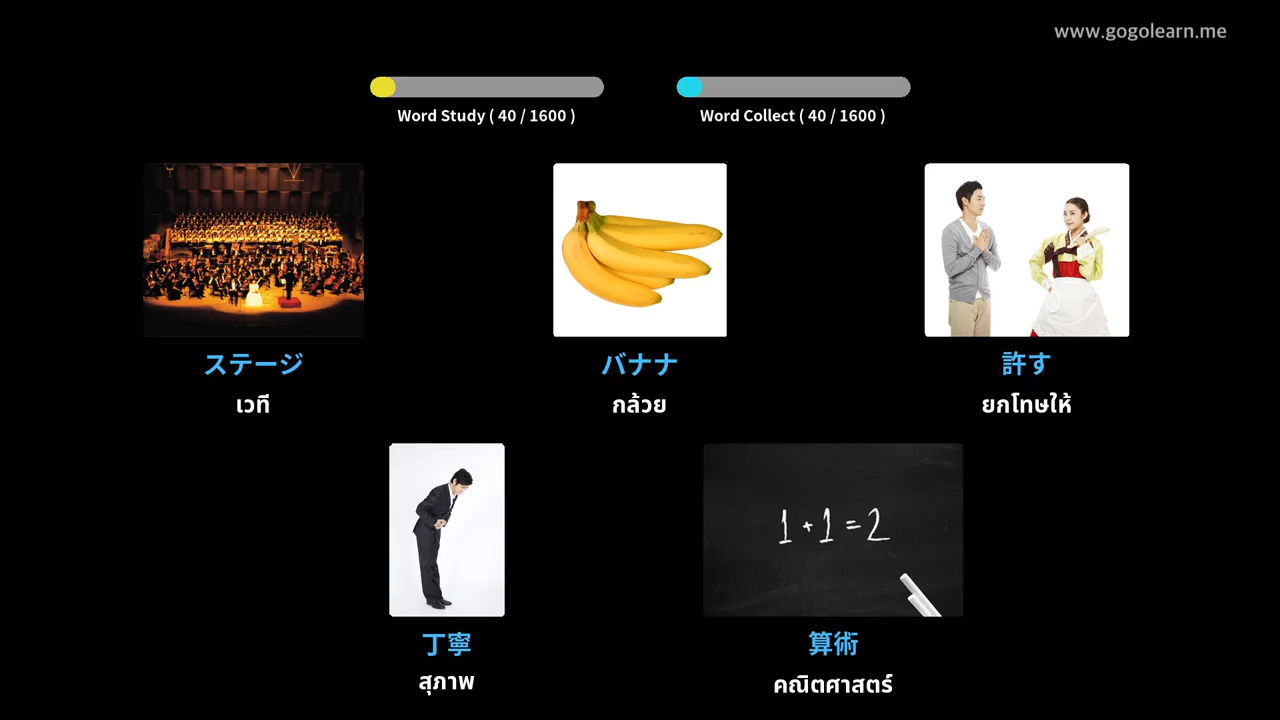 www.gogolearn.me
Word Study ( 40 / 1600 )
Word Collect ( 40 / 1600 )
ステージ
เวที
バナナ
กล้วย
許す
ยกโทษให้
1 + 1 = 2
丁寧
สุภาพ
算術
คณิตศาสตร์